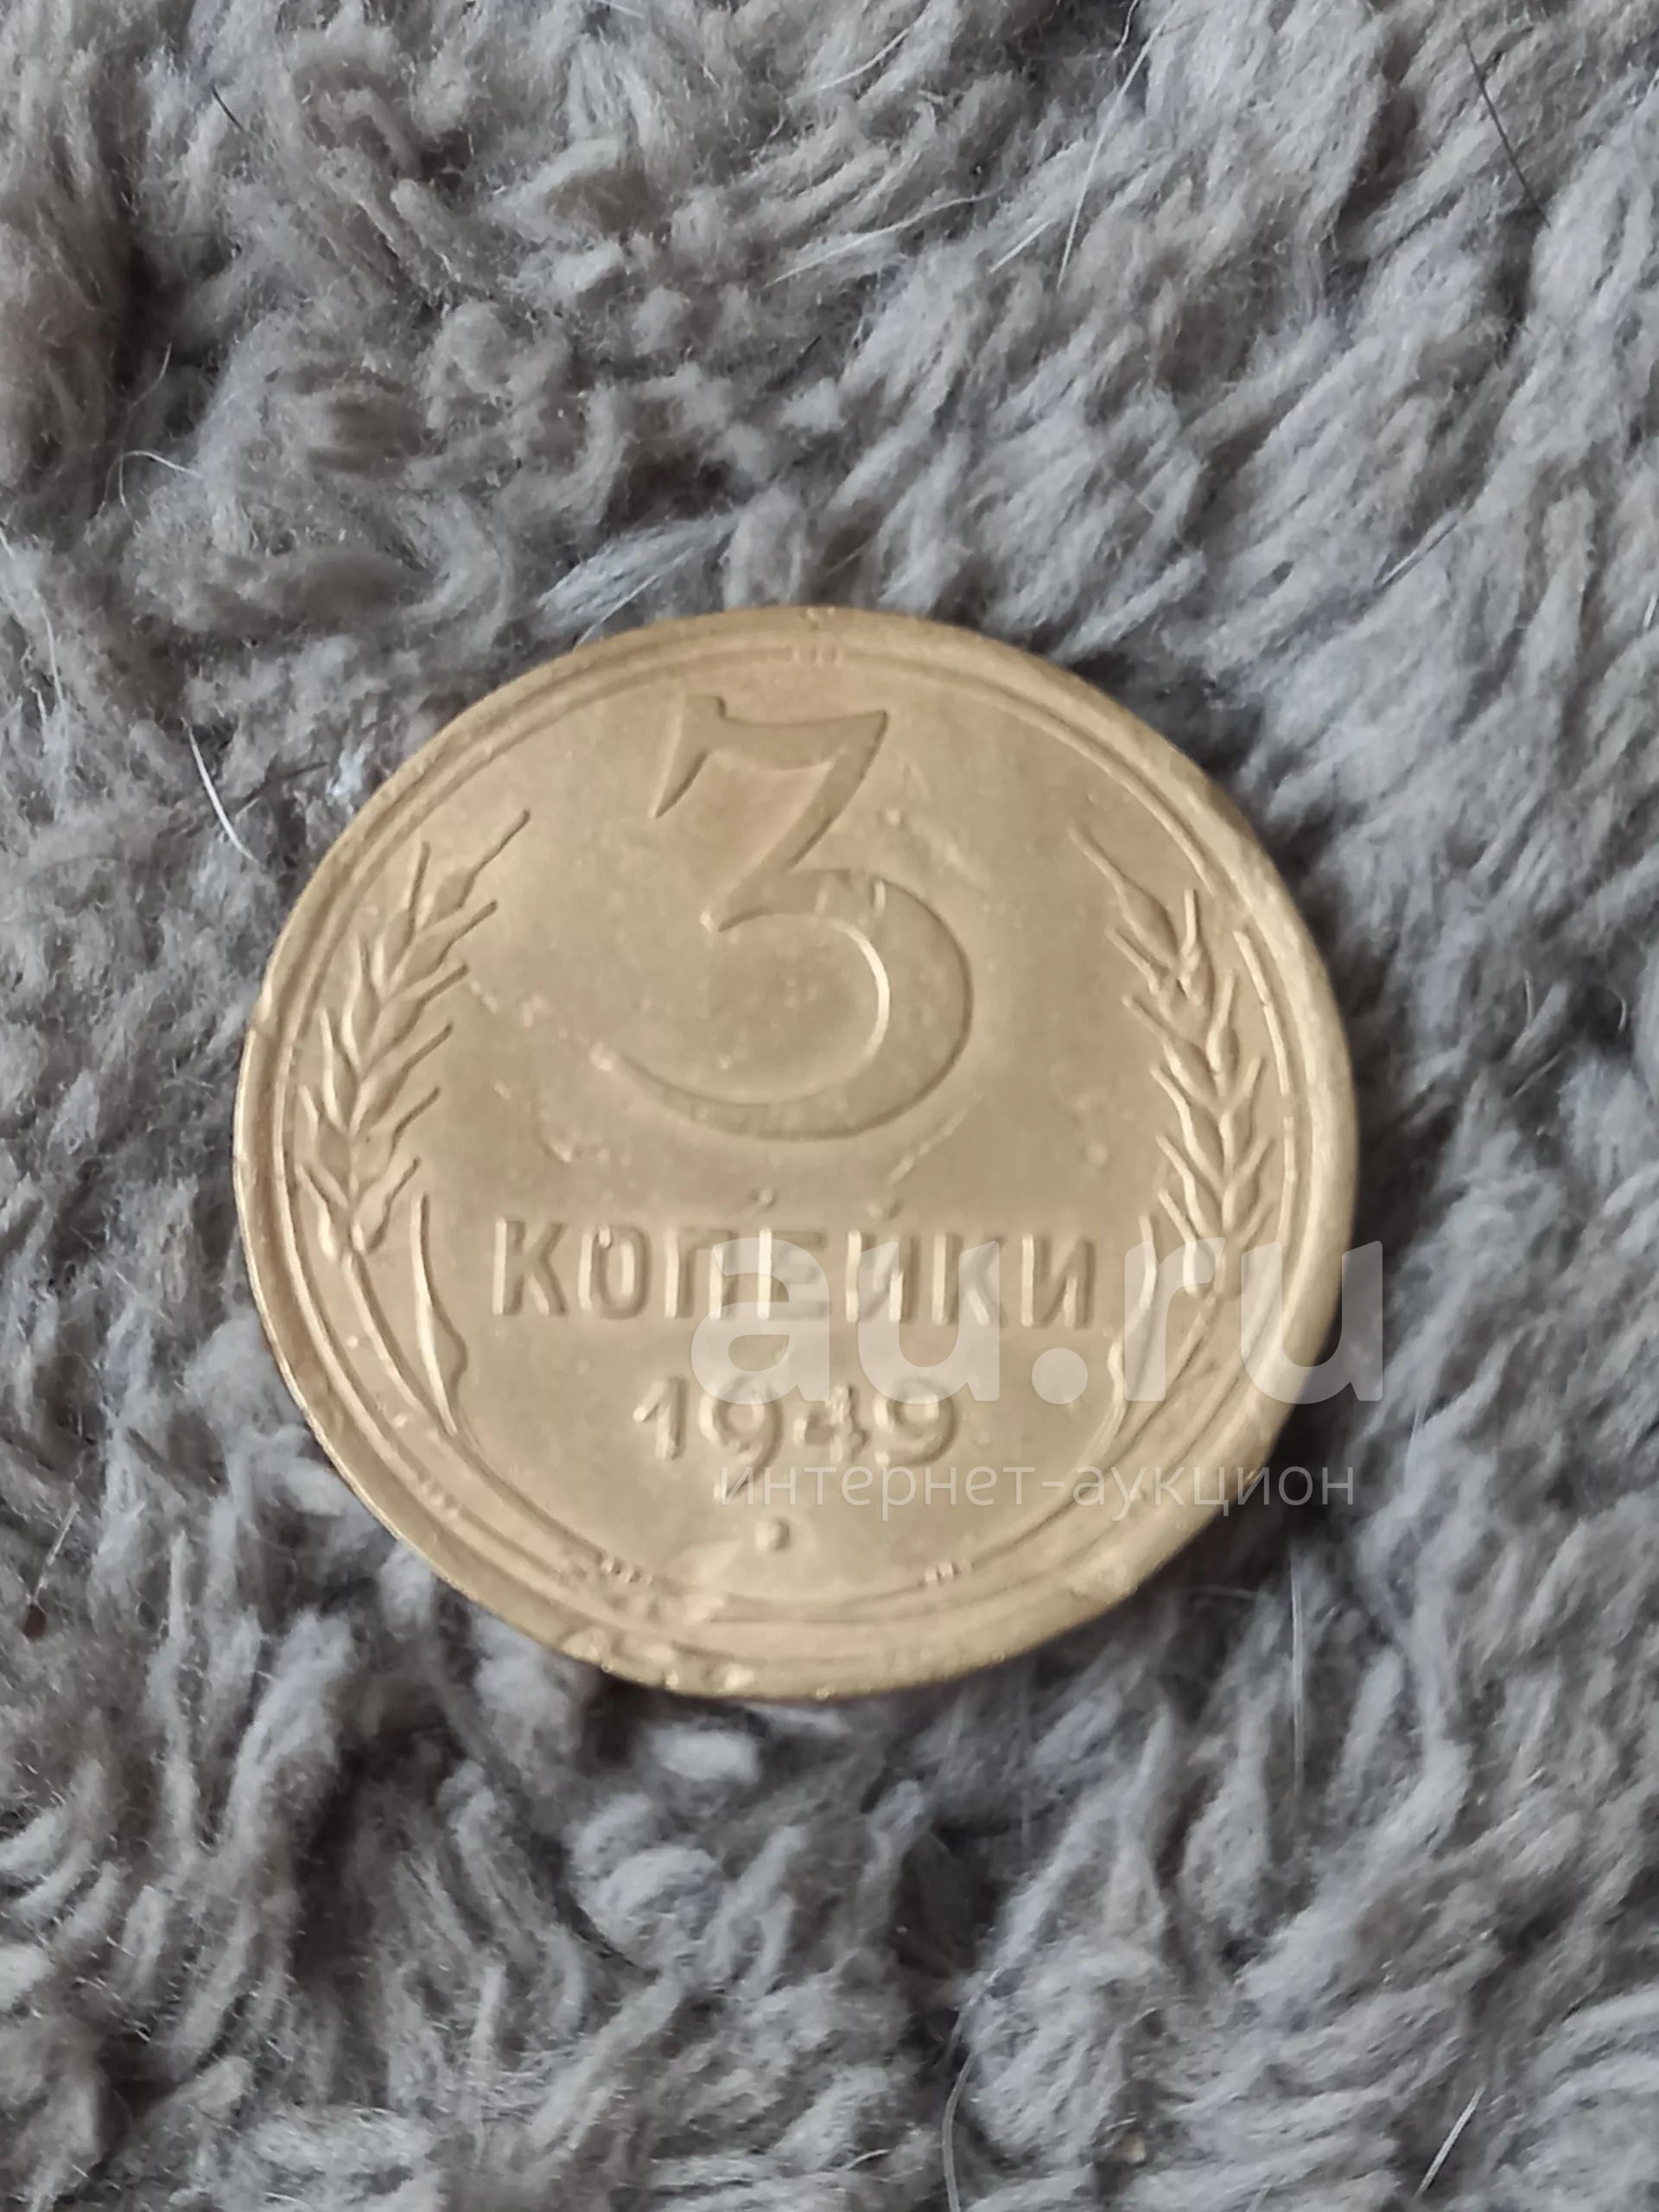 3
КОПЕЙКИ
1949
au.ru
интернет-аукцион